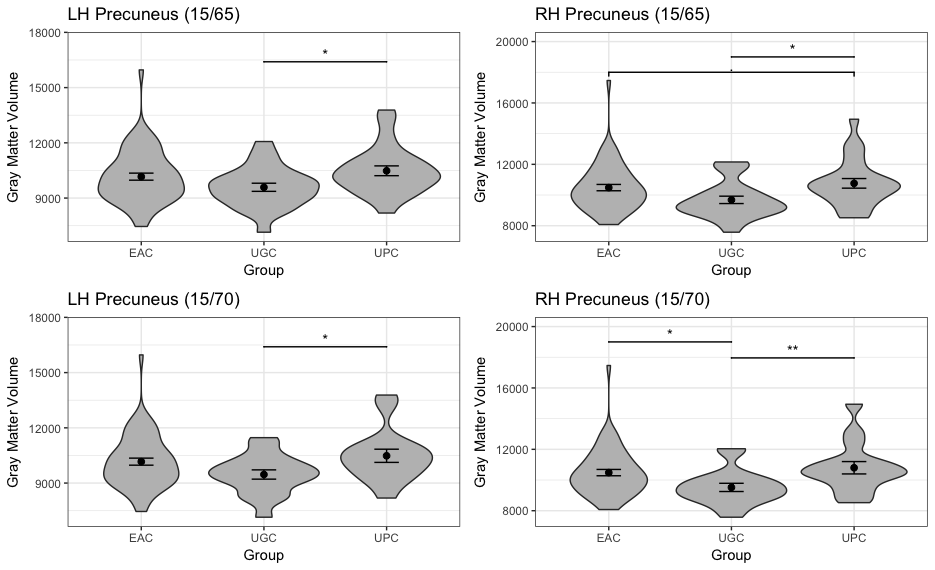 LH Precuneus (15/65)
Gray Matter Volume
18000
15000
12000
9000
*
EAC UGC UPC
Group
RH Precuneus (15/65)
Gray Matter Volume
20000
16000
12000
8000
*
EAC UGC UPC
Group
LH Precuneus (15/70)
Gray Matter Volume
18000
15000
12000
9000
*
EAC UGC UPC
Group
RH Precuneus (15/70)
Gray Matter Volume
20000
16000
12000
8000
*
**
EAC UGC UPC
Group